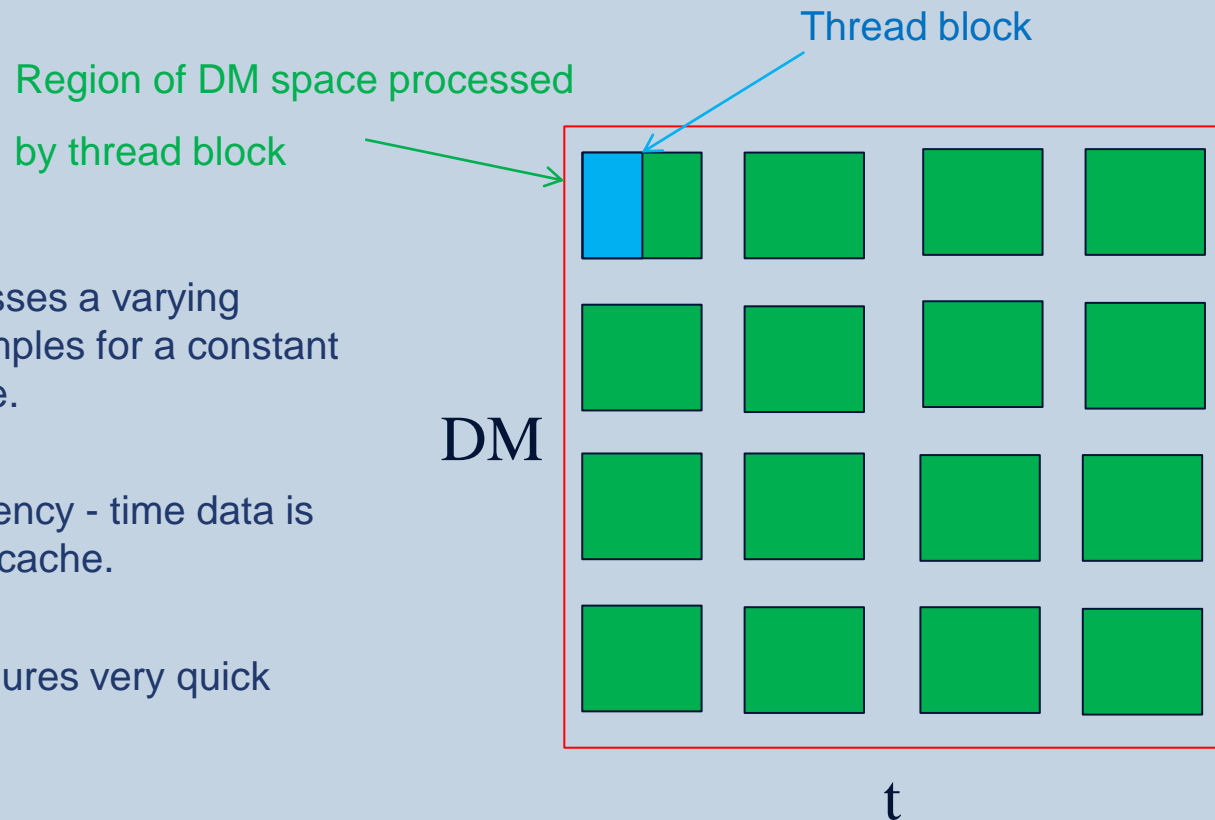 Thread block
Region of DM space processed
by thread block
sses a varying
nples for a constant
e.
DM
ency - time data is
cache.
ures very quick
t